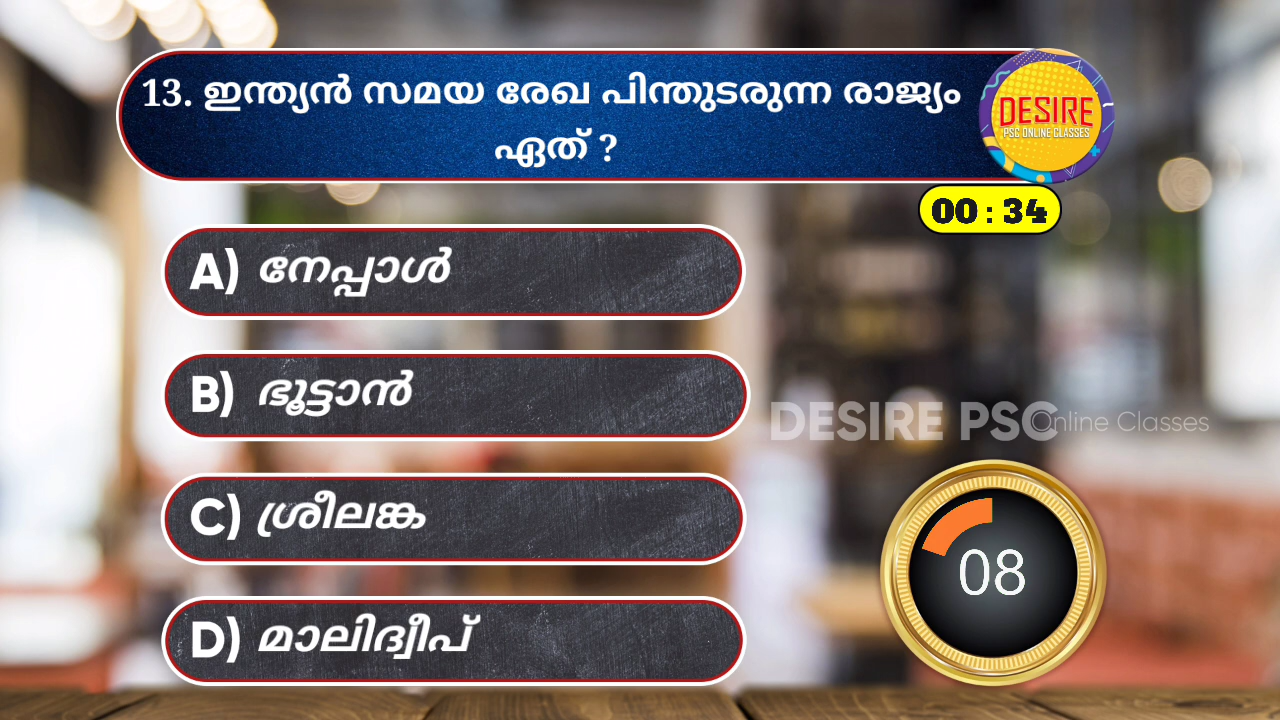 13. ഇന്ത്യൻ സമയ രേഖ പിന്തുടരുന്ന രാജ്യം
ഏത് ?
DESIRE
PSC ONLINE CLASSES
00 : 34
A) നേപ്പാൾ
B) ഭൂട്ടാൻ
DESIRE PSC Online Classes
C) ശ്രീലങ്ക
08
D) മാലിദ്വീപ്